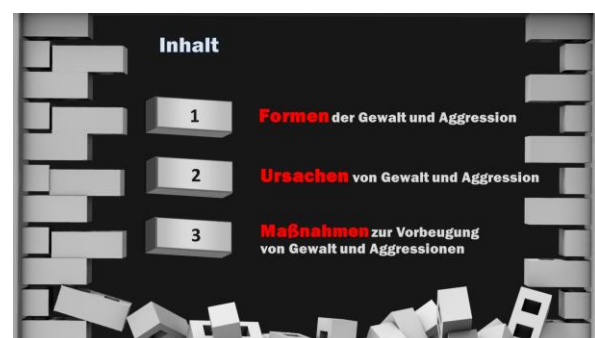 Inhalt
1 Formen der Gewalt und Aggression
2 Ursachen von Gewalt und Aggression
3 Maßnahmen zur Vorbeugung
von Gewalt und Aggressionen